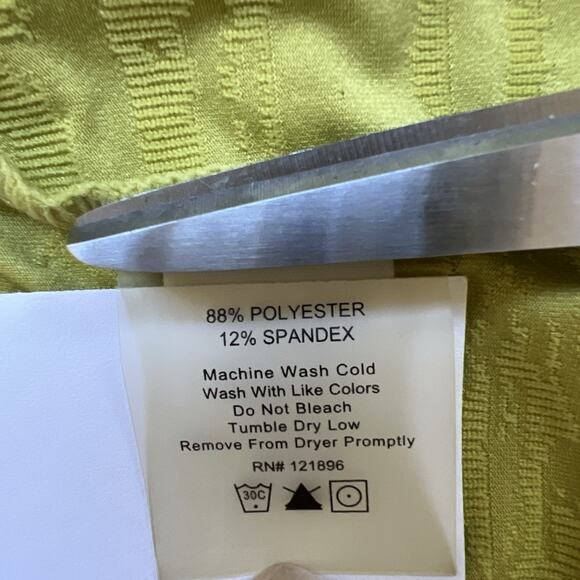 88% POLYESTER
12% SPANDEX
Machine Wash Cold
Wash With Like Colors
Do Not Bleach
Tumble Dry Low
Remove From Dryer Promptly
RN# 121896
30C